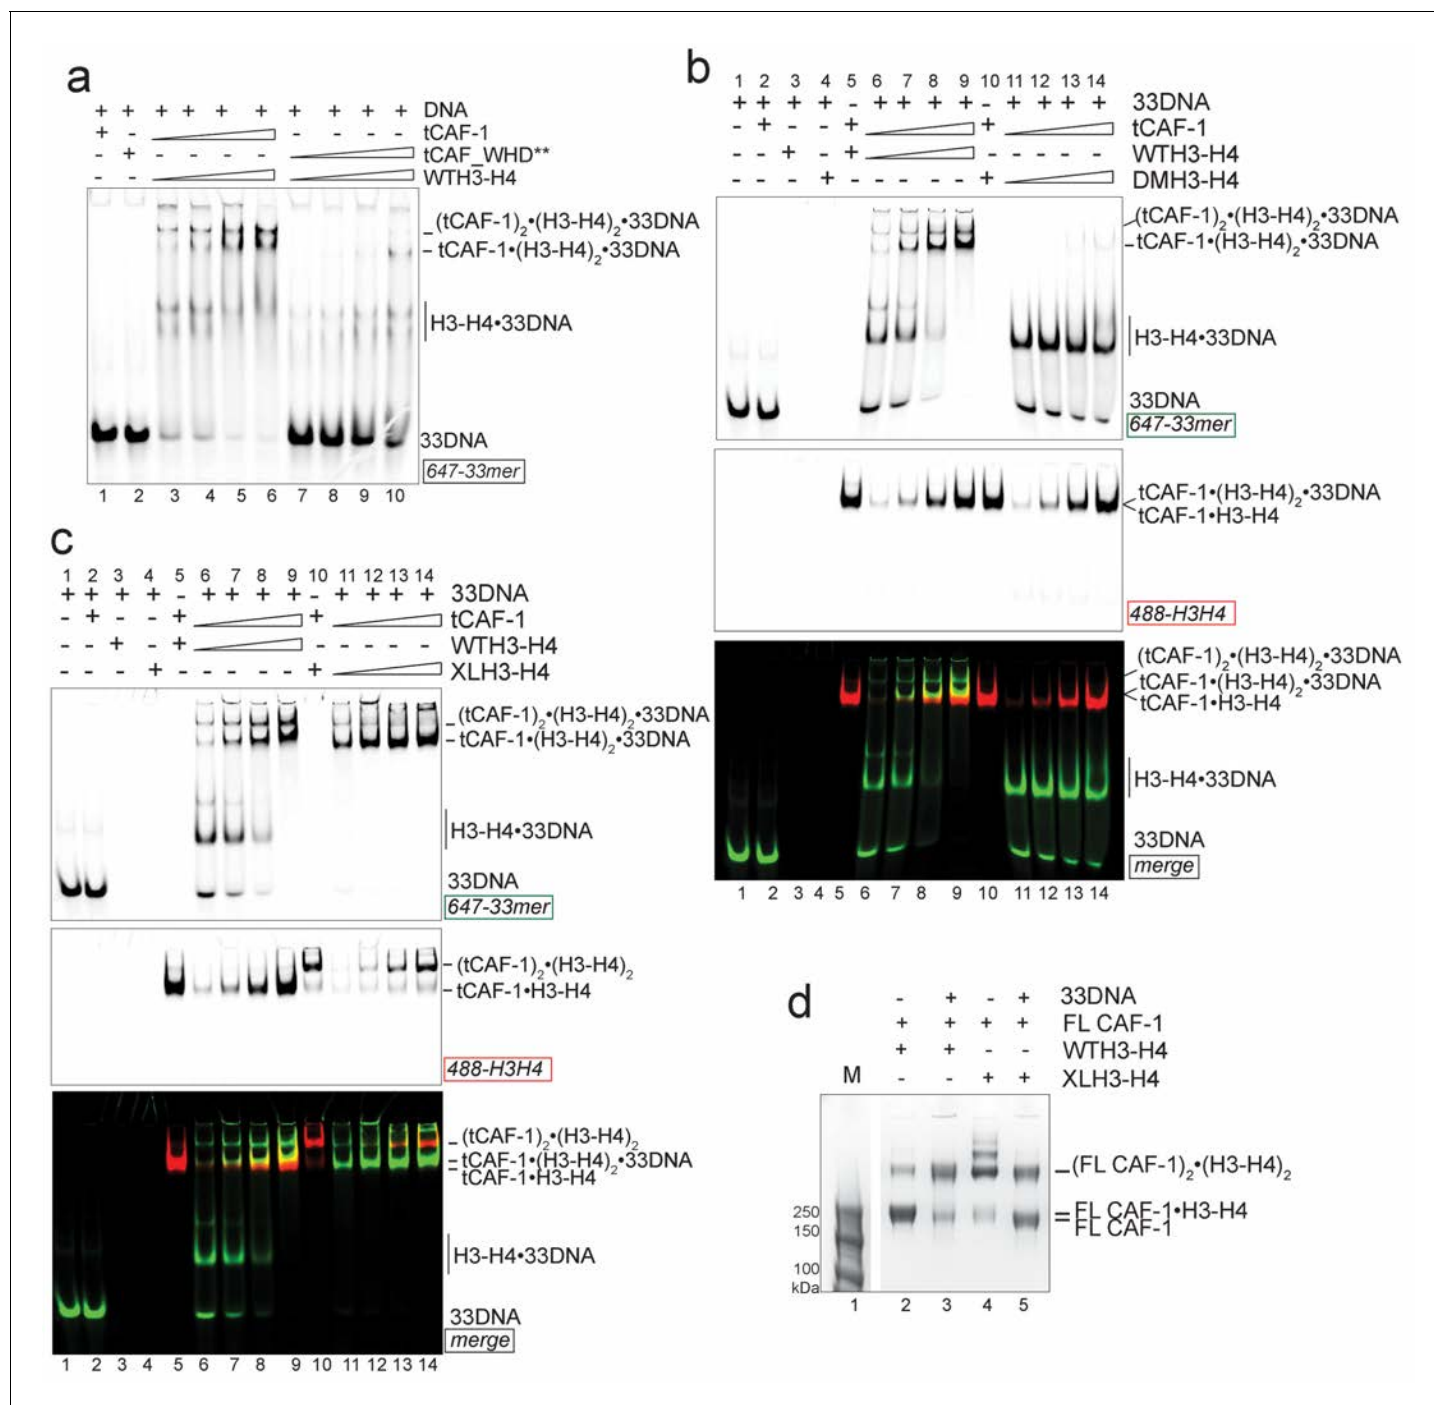 a
+ + + + + + + + + + DNA
+ - tCAF-1
- + - - - - tCAF_WHD**
- - WTH3-H4
(tCAF-1)2•(H3-H4)2•33DNA
tCAF-1•(H3-H4)2•33DNA
H3-H4•33DNA
33DNA
647-33mer
1 2 3 4 5 6 7 8 9 10
b
1 2 3 4 5 6 7 8 9 10 11 12 13 14
+ + + + - + + + + - + + + + 33DNA
- + - - + + tCAF-1
- - + - + - - - - - WTH3-H4
- - - + - - - - - + DMH3-H4
(tCAF-1)2•(H3-H4)2•33DNA
tCAF-1•(H3-H4)2•33DNA
H3-H4•33DNA
33DNA
647-33mer
tCAF-1•(H3-H4)2•33DNA
tCAF-1•H3-H4
488-H3H4
(tCAF-1)2•(H3-H4)2•33DNA
tCAF-1•(H3-H4)2•33DNA
tCAF-1•H3-H4
H3-H4•33DNA
33DNA
merge
1 2 3 4 5 6 7 8 9 10 11 12 13 14
c
1 2 3 4 5 6 7 8 9 10 11 12 13 14
+ + + + - + + + + - + + + + 33DNA
- + - - + + tCAF-1
- - + - + - - - - - WTH3-H4
- - - + - - - - - + XLH3-H4
(tCAF-1)2•(H3-H4)2•33DNA
tCAF-1•(H3-H4)2•33DNA
H3-H4•33DNA
33DNA
647-33mer
(tCAF-1)2•(H3-H4)2
tCAF-1•H3-H4
488-H3H4
(tCAF-1)2•(H3-H4)2
tCAF-1•(H3-H4)2•33DNA
tCAF-1•H3-H4
H3-H4•33DNA
33DNA
merge
1 2 3 4 5 6 7 8 9 10 11 12 13 14
d
- + - + 33DNA
+ + + + FL CAF-1
+ + - - WTH3-H4
M - - + + XLH3-H4
(FL CAF-1)2•(H3-H4)2
250 FL CAF-1•H3-H4
150 FL CAF-1
100
kDa
1 2 3 4 5